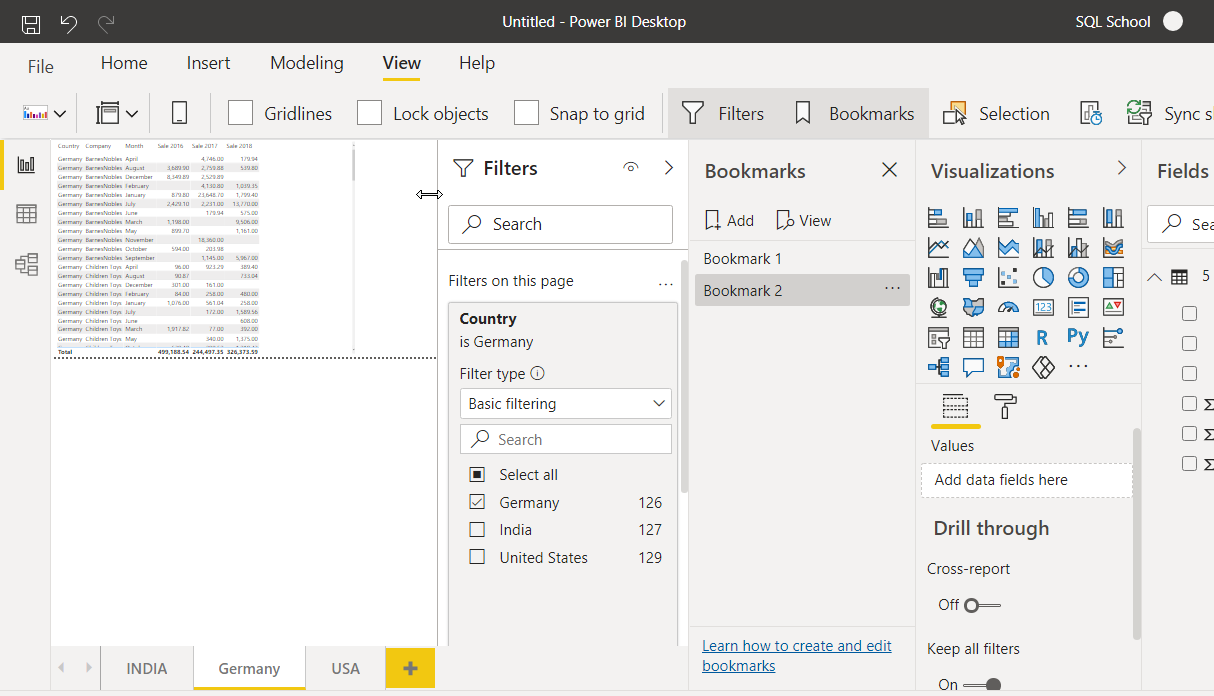 Untitled - Power BI Desktop
SQL School
File Home Insert Modeling View Help
Gridlines Lock objects Snap to grid Filters Bookmarks Selection Sync
Country Company Month Sale 2016 Sale 2017 Sale 2018
Germany BarnesNobles April 4,746.00 179.94
Germany BarnesNobles August 3,689.90 2,759.88 539.80
Germany BarnesNobles December 8,349.89 2,529.89
Germany BarnesNobles February 4,130.80 1,039.35
Germany BarnesNobles January 879.80 23,648.70 1,799.40
Germany BarnesNobles July 2,429.10 2,231.00 13,770.00
Germany BarnesNobles June 179.94 575.00
Germany BarnesNobles March 1,198.00 9,506.00
Germany BarnesNobles May 899.70 1,161.00
Germany BarnesNobles November 18,360.00
Germany BarnesNobles October 594.00 203.98
Germany BarnesNobles September 1,145.00 5,967.00
Germany Children Toys April 96.00 923.29 389.40
Germany Children Toys August 90.87 733.04
Germany Children Toys December 301.00 161.00
Germany Children Toys February 84.00 258.00 480.00
Germany Children Toys January 1,076.00 561.04 258.00
Germany Children Toys July 172.00 1,589.56
Germany Children Toys June 608.00
Germany Children Toys March 1,917.82 77.00 392.00
Germany Children Toys May 340.00 1,375.00
Total 499,188.54 244,497.35 326,373.59
Filters
Search
Filters on this page
...
Country
is Germany
Filter type
Basic filtering
Search
Select all
Germany 126
India 127
United States 129
Bookmarks
Add View
Bookmark 1
Bookmark 2 ...
Learn how to create and edit
bookmarks
Visualizations
123
R Py
...
Values
Add data fields here
Drill through
Cross-report
Off
Keep all filters
On
Fields
5
Σ
Σ
Σ
INDIA Germany USA +